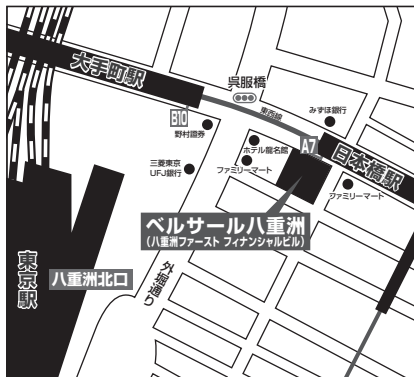 大手町駅
呉服橋
東西線
みずほ銀行
B10
野村證券
A7
日本橋駅
ホテル龍名館
ファミリーマート
三菱東京
UFJ銀行
ファミリーマート
ベルサール八重洲
(八重洲ファースト フィナンシャルビル)
東京駅
八重洲北口
外堀通り